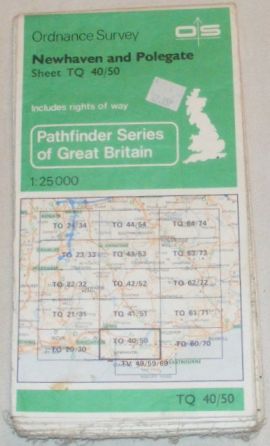 Ordnance Survey
OS
Newhaven and Polegate
Sheet TQ 40/50
Includes rights of way
Pathfinder Series
of Great Britain
1:25000
TQ 24/34 TQ 44/54 TQ 64/74
TQ 23/33 TQ 43/53 TQ 63/73
TQ 22/32 TQ 42/52 TQ 62/72
TQ 21/31 TQ 41/51 TQ 61/71
TQ 20/30 TQ 40/50 TQ 60/70
TV 49/59/69
EASTBOURNE
TQ 40/50